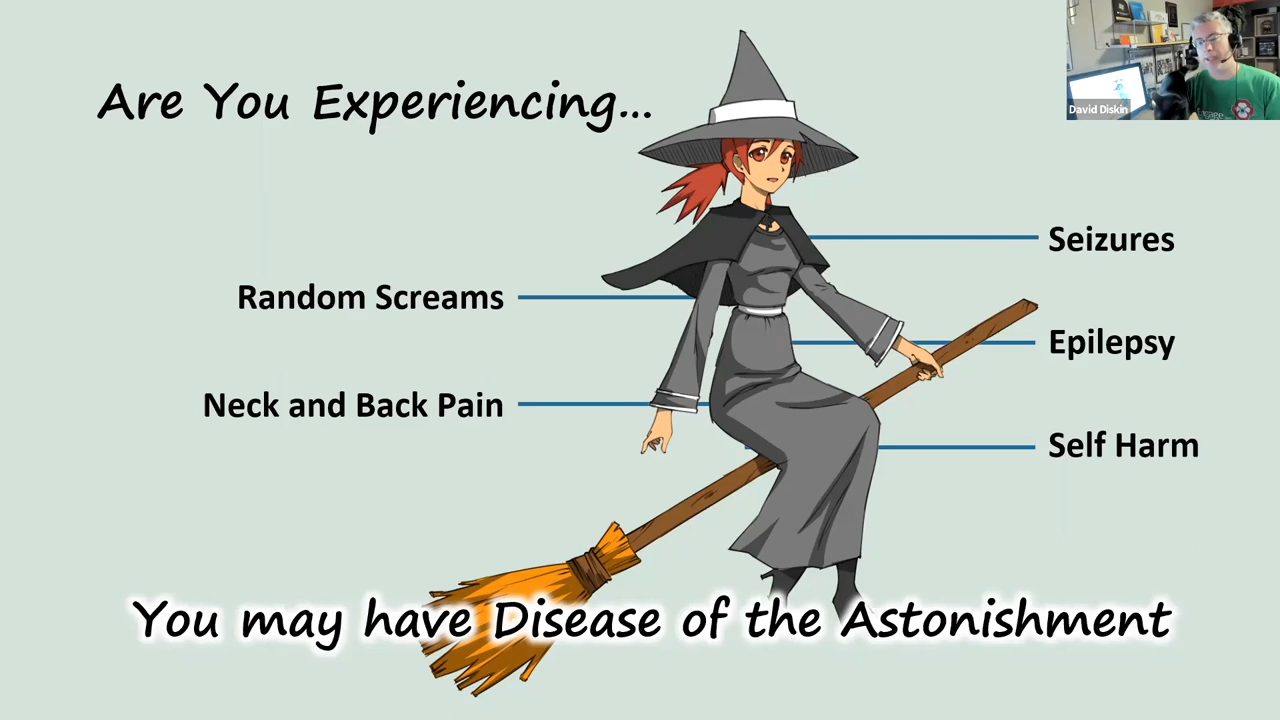 Are You Experiencing...
David Diskin
Seizures
Random Screams
Epilepsy
Neck and Back Pain
Self Harm
You may have Disease of the Astonishment